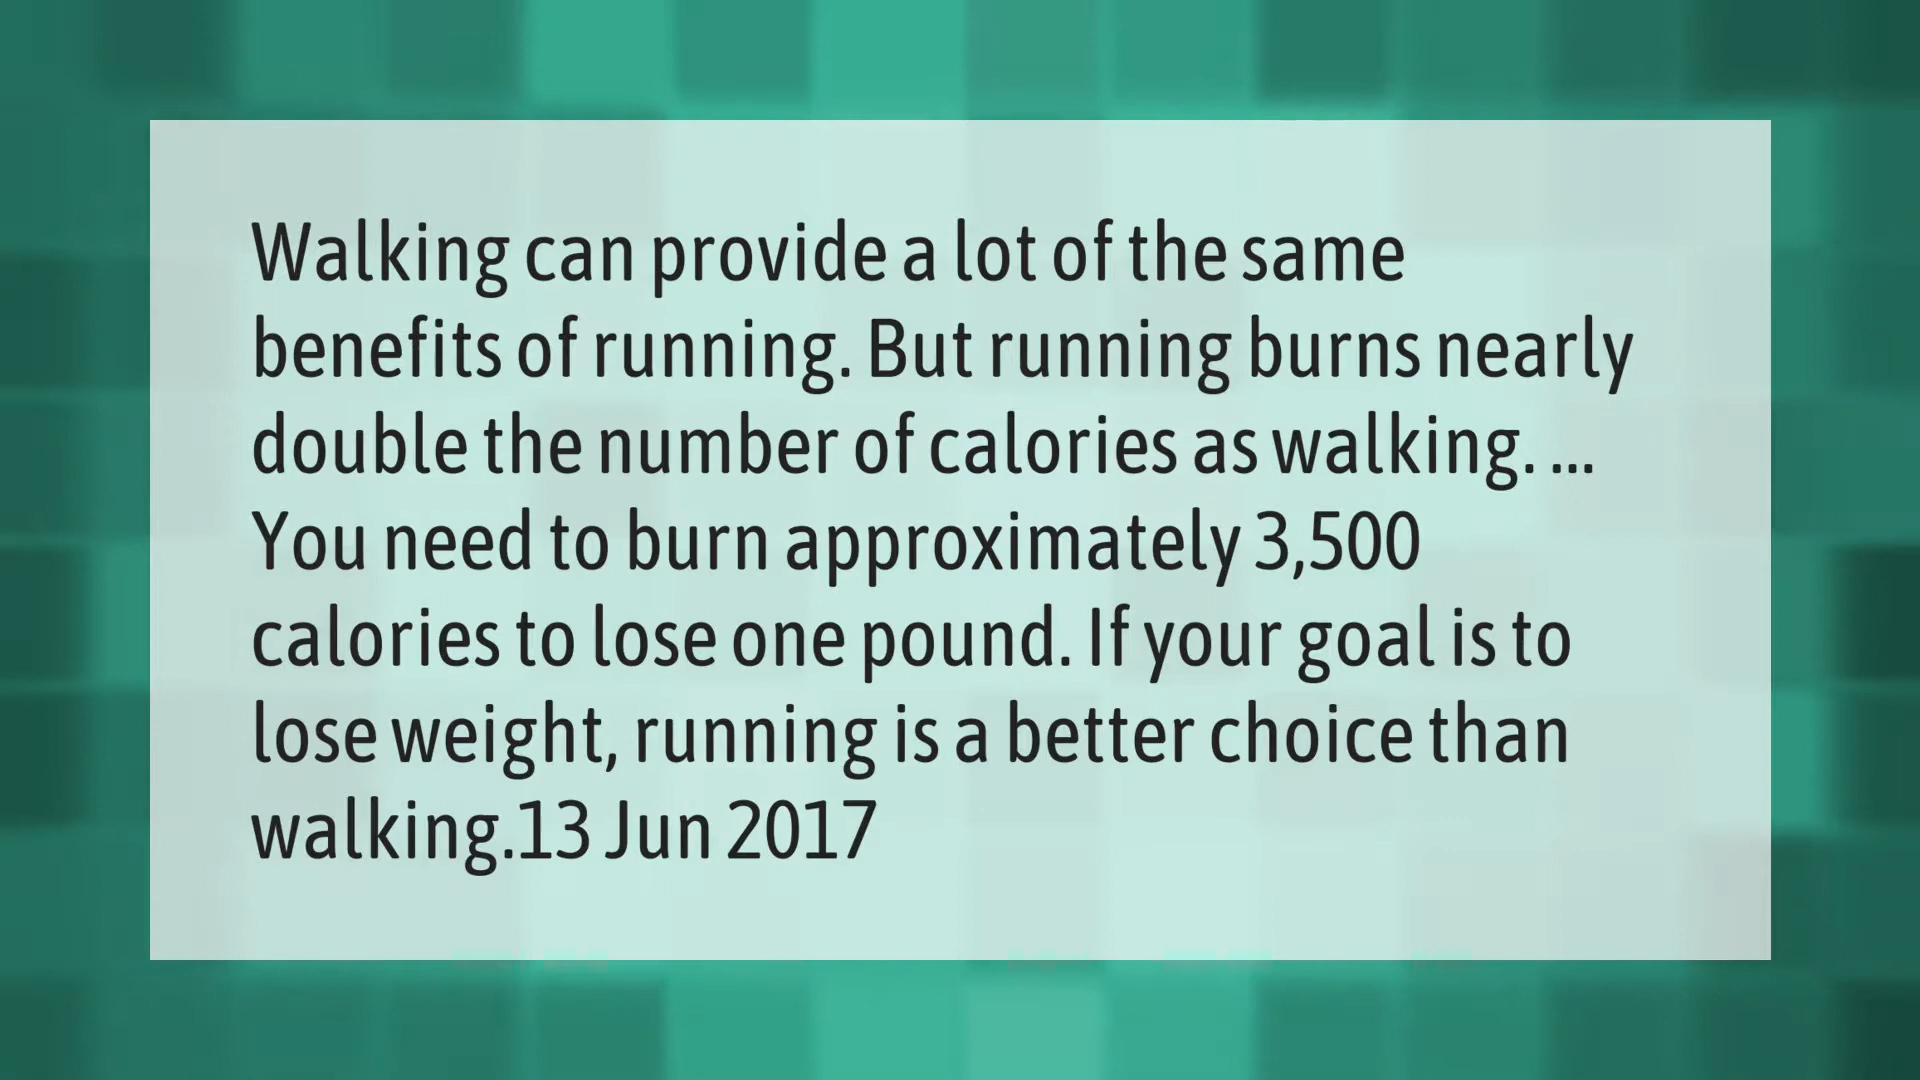 Walking can provide a lot of the same
benefits of running. But running burns nearly
double the number of calories as walking. ...
You need to burn approximately 3,500
calories to lose one pound. If your goal is to
lose weight, running is a better choice than
walking.13 Jun 2017